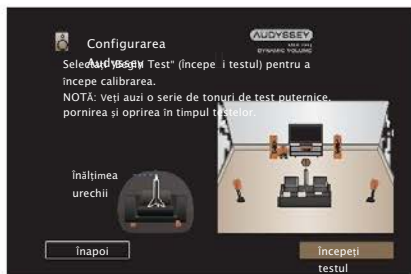 Configurarea
Audyssey
AUDYSSEY
DYNAMIC VOLUME
Selectați "Begin Test" (Începe i testul) pentru a
începe calibrarea.
NOTĂ: Veți auzi o serie de tonuri de test puternice,
pornirea și oprirea în timpul testelor.
înălțimea
urechii
înapoi
începeți
testul